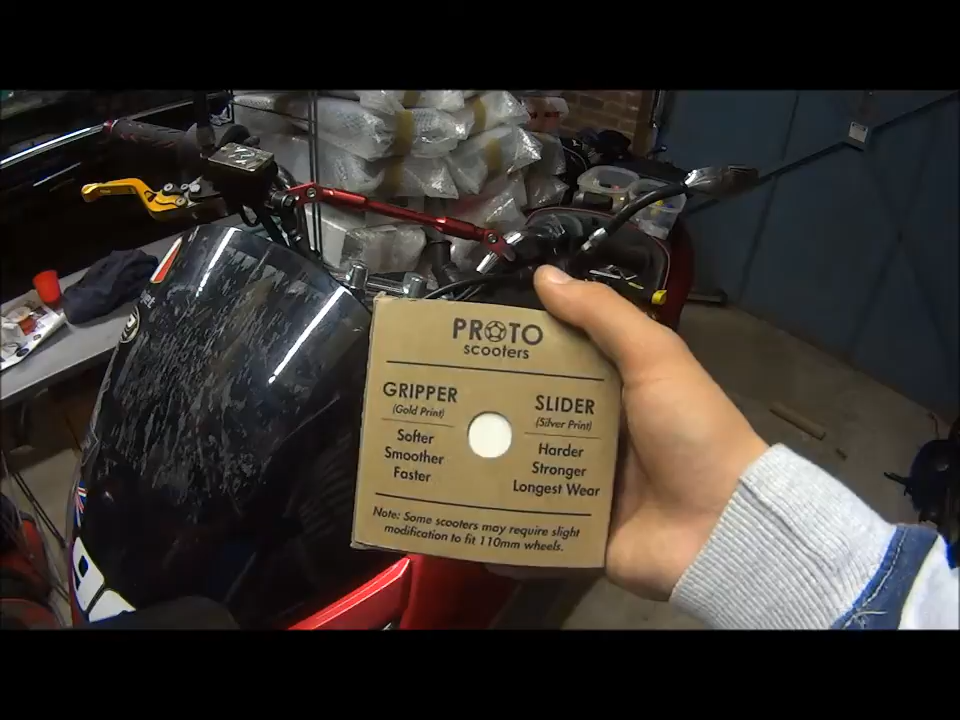 PROTO
scooters
GRIPPER
(Gold Print)
Softer
Smoother
Faster
SLIDER
(Silver Print)
Harder
Stronger
Longest Wear
Note: Some scooters may require slight
modification to fit 110mm wheels.